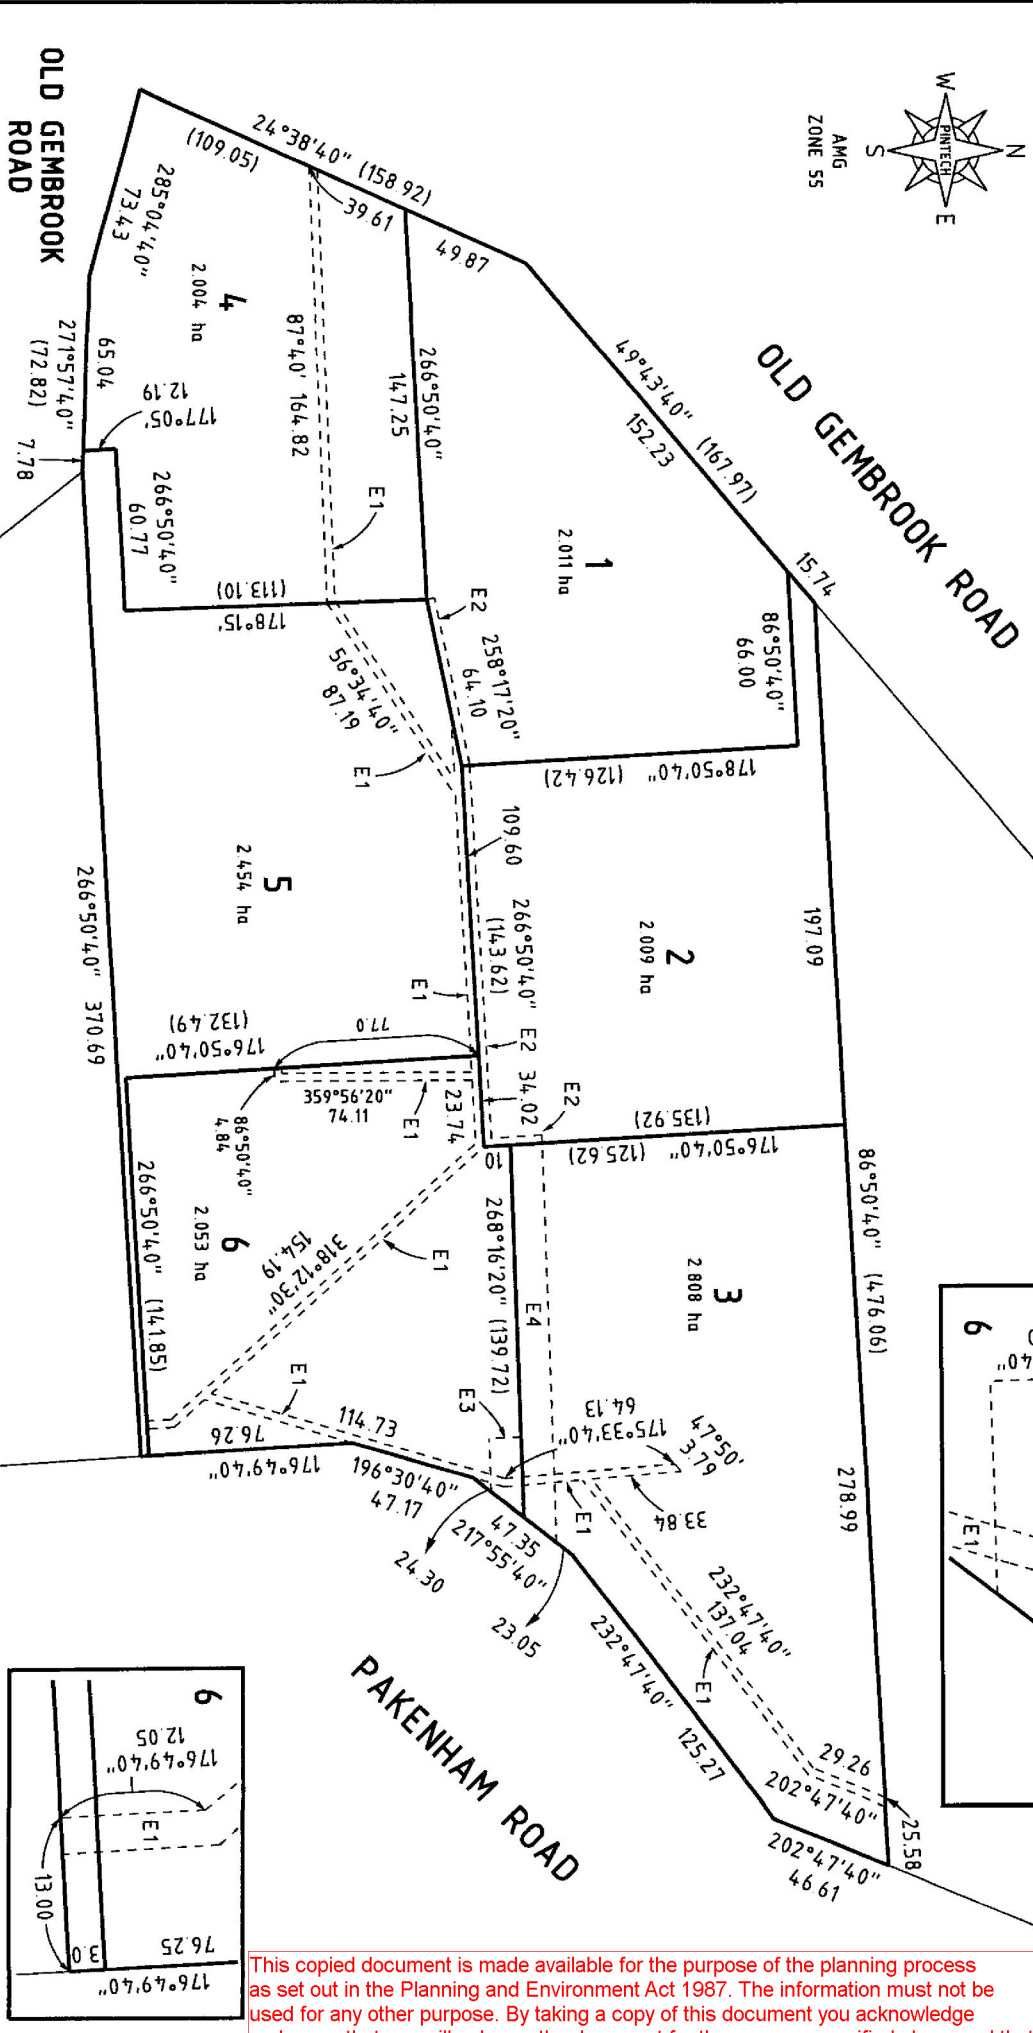 OLD GEMBROOK
ROAD
W
N
S
E
PINTECH
AMG
ZONE 55
24°38'40" (158.92)
(109.05)
39.61
49.87
285°04'40"
73.43
4
2.004 ha
87°40' 164.82
266°50'40"
147.25
E1
65.04
271°57'40"
(72.82)
7.78
177°05'
12.19
266°50'40"
60.77
178°15'
(113.10)
OLD GEMBROOK ROAD
49°43'40" (167.97)
152.23
15.74
1
2.011 ha
86°50'40"
66.00
E2
258°17'20"
64.10
178°50'40" (126.42)
56°34'40"
87.19
E1
5
2.454 ha
109.60
266°50'40"
(143.62)
E2
34.02
E1
2
2.009 ha
197.09
266°50'40" 370.69
176°50'40"
(132.49)
77.0
359°56'20"
74.11
E1
23.74
86°50'40"
4.84
E2
(135.92)
176°50'40" (125.62)
10
86°50'40" (476.06)
278.99
3
2.808 ha
E4
268°16'20" (139.72)
E3
6
2.053 ha
266°50'40" (141.85)
318°12'30"
154.19
E1
E1
114.73
76.26
176°49'40"
196°30'40"
47.17
64.13
175°33'40"
47°50'
3.79
33.84
E1
47.35
217°55'40"
24.30
23.05
232°47'40"
137.04
E1
232°47'40"
125.27
29.26
202°47'40"
25.58
202°47'40"
46.61
PAKENHAM ROAD
6
E1
6
176°49'40"
12.05
E1
13.00
3.0
76.25
176°49'40"
This copied document is made available for the purpose of the planning process
as set out in the Planning and Environment Act 1987. The information must not be
used for any other purpose. By taking a copy of this document you acknowledge